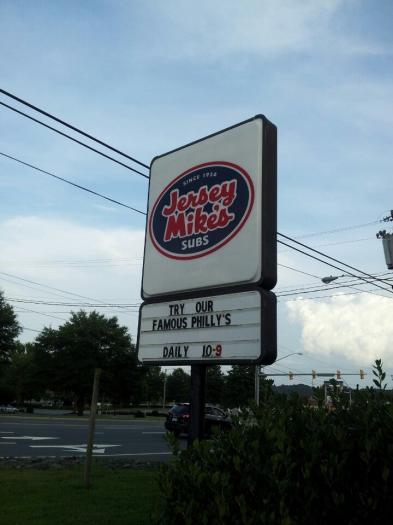 SINCE 1956
Jersey
Mike's
SUBS
TRY OUR
FAMOUS PHILLY'S
DAILY 10-9